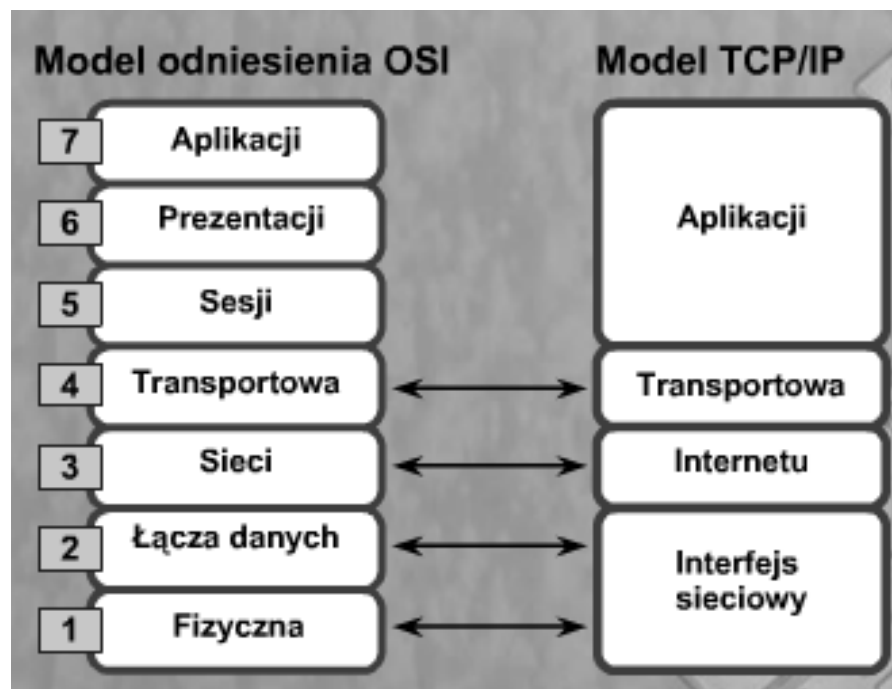 Model odniesienia OSI
7 Aplikacji
6 Prezentacji
5 Sesji
4 Transportowa
3 Sieci
2 Łącza danych
1 Fizyczna
Model TCP/IP
Aplikacji
Transportowa
Internetu
Interfejs
sieciowy